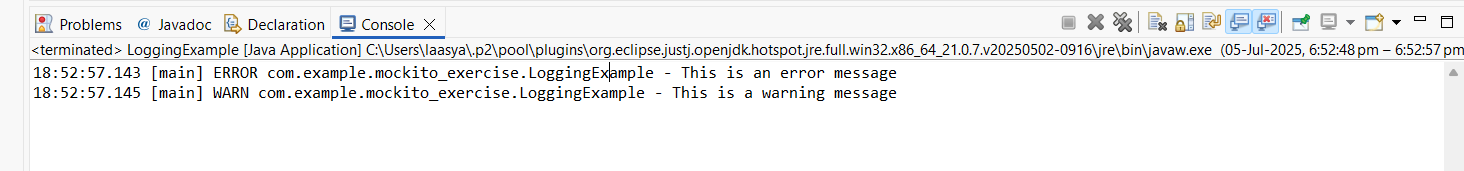 Problems @ Javadoc Declaration Console
<terminated> LoggingExample [Java Application] C:\Users\laasya\.p2\pool\plugins\org.eclipse.justj.openjdk.hotspot.jre.full.win32.x86_64_21.0.7.v20250502-0916\jre\bin\javaw.exe (05-Jul-2025, 6:52:48 pm – 6:52:57 pm
18:52:57.143 [main] ERROR com.example.mockito_exercise.LoggingExample - This is an error message
18:52:57.145 [main] WARN com.example.mockito_exercise.LoggingExample - This is a warning message